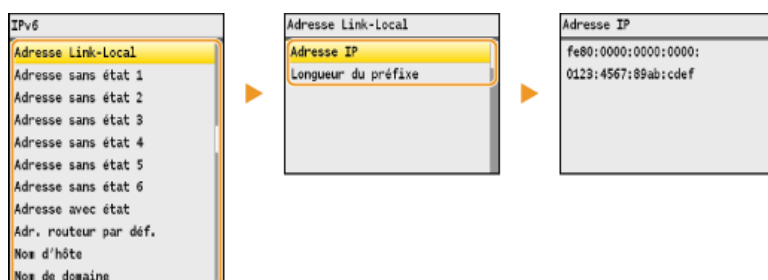 IPv6
Adresse Link-Local
Adresse sans état 1
Adresse sans état 2
Adresse sans état 3
Adresse sans état 4
Adresse sans état 5
Adresse sans état 6
Adresse avec état
Adr. routeur par déf.
Nom d'hôte
Nom de domaine
Adresse Link-Local
Adresse IP
Longueur du préfixe
Adresse IP
fe80:0000:0000:0000:
0123:4567:89ab:cdef